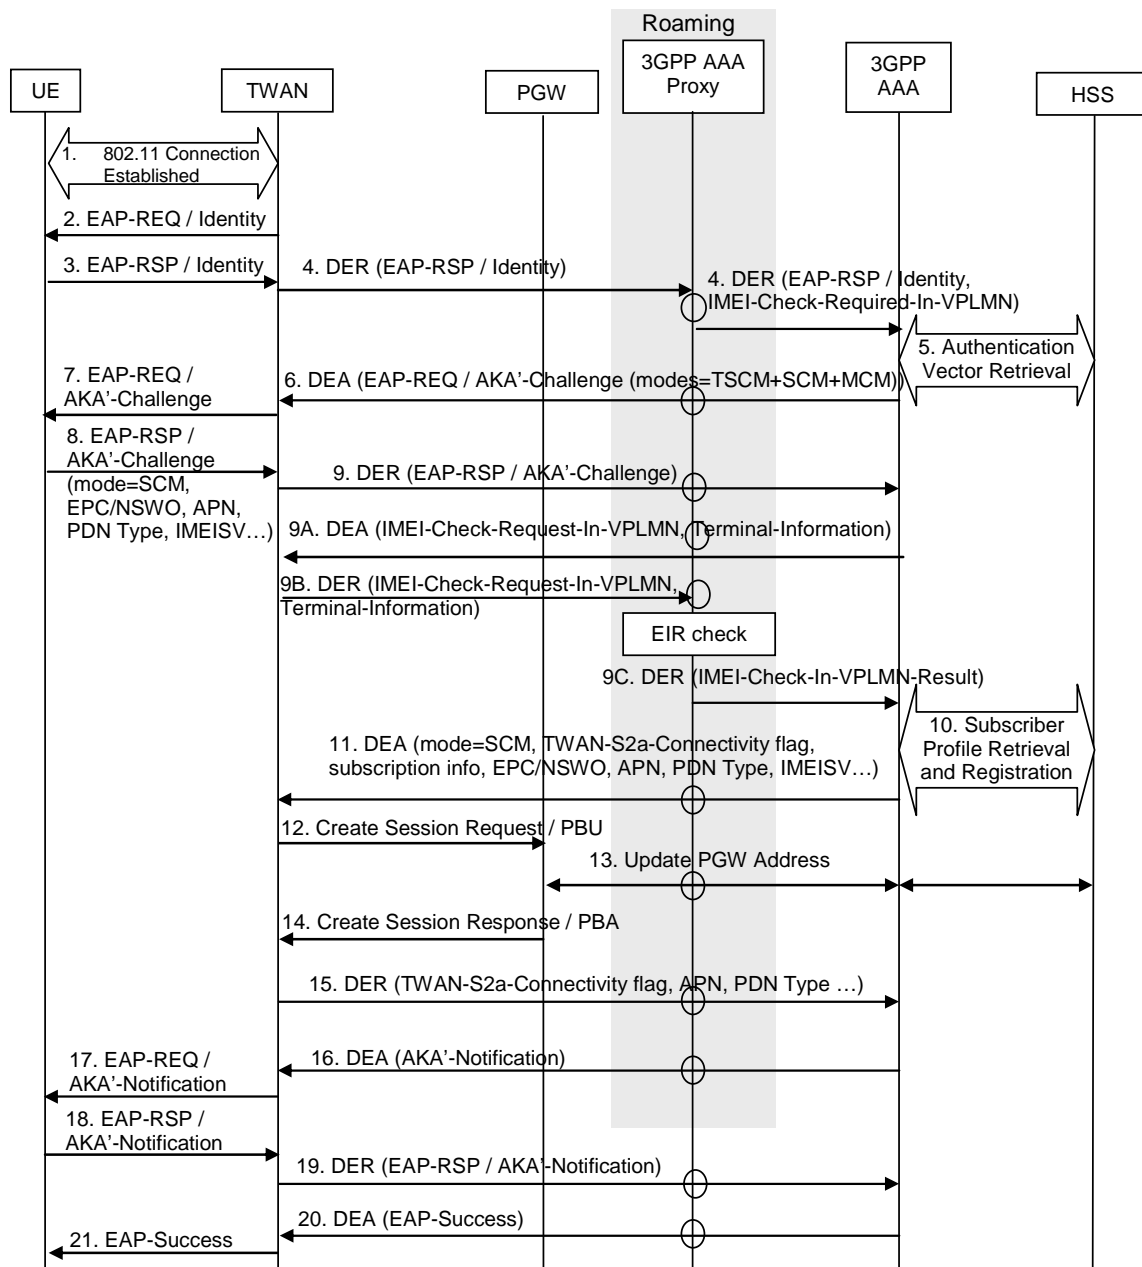 Roaming
UE
TWAN
PGW
3GPP AAA
Proxy
3GPP
AAA
HSS
1. 802.11 Connection
Established
2. EAP-REQ / Identity
3. EAP-RSP / Identity
4. DER (EAP-RSP / Identity)
4. DER (EAP-RSP / Identity,
IMEI-Check-Required-In-VPLMN)
5. Authentication
Vector Retrieval
6. DEA (EAP-REQ / AKA’-Challenge (modes=TSCM+SCM+MCM))
7. EAP-REQ /
AKA’-Challenge
8. EAP-RSP /
AKA’-Challenge
(mode=SCM,
EPC/NSWO, APN,
PDN Type, IMEISV…)
9. DER (EAP-RSP / AKA’-Challenge)
9A. DEA (IMEI-Check-Request-In-VPLMN, Terminal-Information)
9B. DER (IMEI-Check-Request-In-VPLMN,
Terminal-Information)
EIR check
9C. DER (IMEI-Check-In-VPLMN-Result)
10. Subscriber
Profile Retrieval
and Registration
11. DEA (mode=SCM, TWAN-S2a-Connectivity flag,
subscription info, EPC/NSWO, APN, PDN Type, IMEISV…)
12. Create Session Request / PBU
13. Update PGW Address
14. Create Session Response / PBA
15. DER (TWAN-S2a-Connectivity flag, APN, PDN Type …)
16. DEA (AKA’-Notification)
17. EAP-REQ /
AKA’-Notification
18. EAP-RSP /
AKA’-Notification
19. DER (EAP-RSP / AKA’-Notification)
20. DEA (EAP-Success)
21. EAP-Success